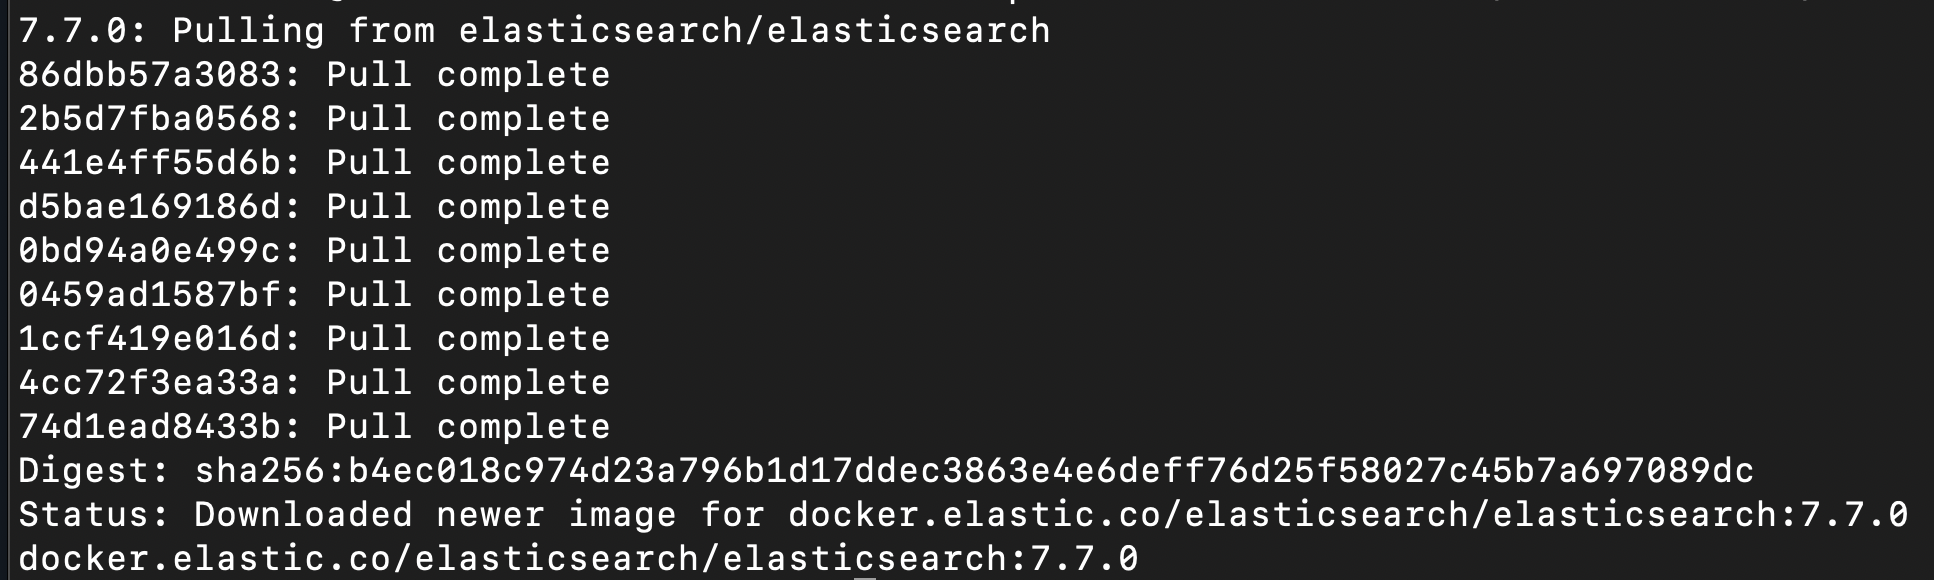 7.7.0: Pulling from elasticsearch/elasticsearch
86dbb57a3083: Pull complete
2b5d7fba0568: Pull complete
441e4ff55d6b: Pull complete
d5bae169186d: Pull complete
0bd94a0e499c: Pull complete
0459ad1587bf: Pull complete
1ccf419e016d: Pull complete
4cc72f3ea33a: Pull complete
74d1ead8433b: Pull complete
Digest: sha256:b4ec018c974d23a796b1d17ddec3863e4e6deff76d25f58027c45b7a697089dc
Status: Downloaded newer image for docker.elastic.co/elasticsearch/elasticsearch:7.7.0
docker.elastic.co/elasticsearch/elasticsearch:7.7.0